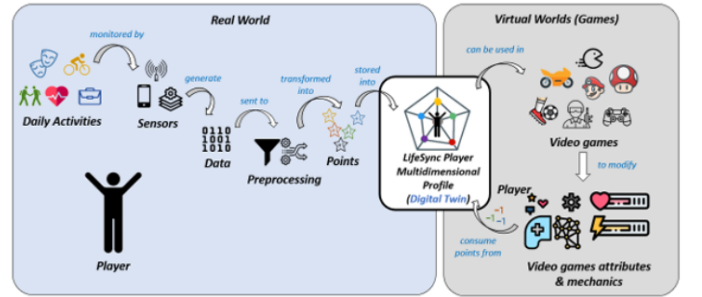 Real World
Virtual Worlds (Games)
monitored by
Daily Activities
Sensors
generate
0110
1001
1010
Data
sent to
Preprocessing
transformed
into
Points
stored
into
LifeSync Player
Multidimensional
Profile
(Digital Twin)
can be used in
Video games
to modify
Player
-1
-1
-1
consume
points from
Video games attributes
& mechanics
Player